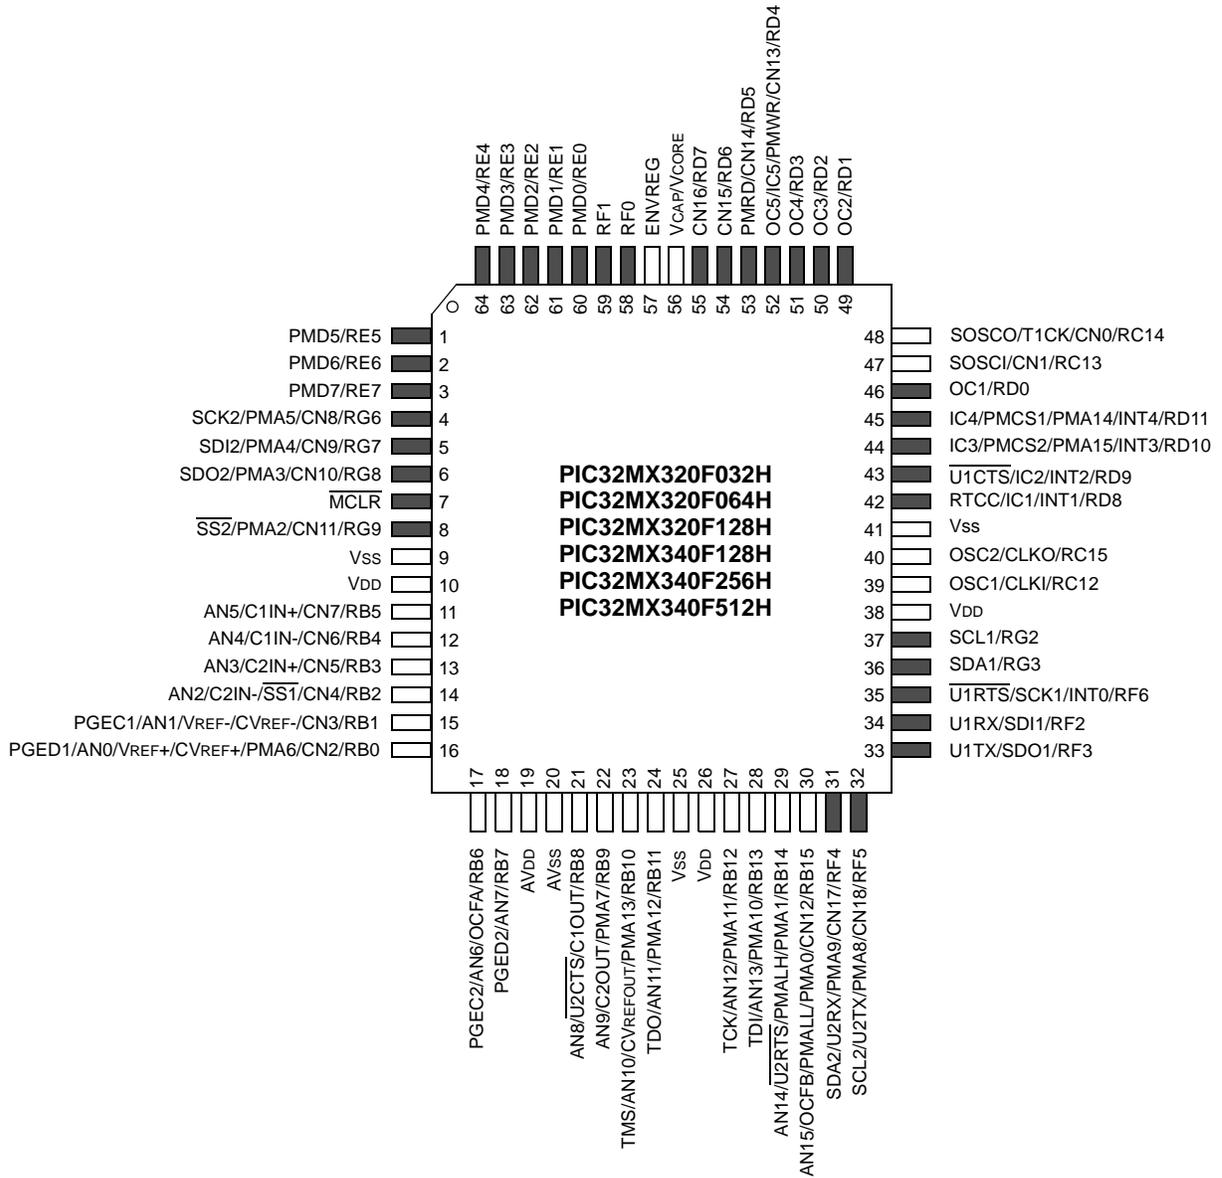 PMD4/RE4
PMD3/RE3
PMD2/RE2
PMD1/RE1
PMD0/RE0
RF1
RF0
ENVREG
VCAP/VCORE
CN16/RD7
CN15/RD6
PMRD/CN14/RD5
OC5/IC5/PMWR/CN13/RD4
OC4/RD3
OC3/RD2
OC2/RD1
64
63
62
61
60
59
58
57
56
55
54
53
52
51
50
49
PMD5/RE5 1
PMD6/RE6 2
PMD7/RE7 3
SCK2/PMA5/CN8/RG6 4
SDI2/PMA4/CN9/RG7 5
SDO2/PMA3/CN10/RG8 6
MCLR 7
SS2/PMA2/CN11/RG9 8
VSS 9
VDD 10
AN5/C1IN+/CN7/RB5 11
AN4/C1IN-/CN6/RB4 12
AN3/C2IN+/CN5/RB3 13
AN2/C2IN-/SS1/CN4/RB2 14
PGEC1/AN1/VREF-/CVREF-/CN3/RB1 15
PGED1/AN0/VREF+/CVREF+/PMA6/CN2/RB0 16
PIC32MX320F032H
PIC32MX320F064H
PIC32MX320F128H
PIC32MX340F128H
PIC32MX340F256H
PIC32MX340F512H
48 SOSCO/T1CK/CN0/RC14
47 SOSCI/CN1/RC13
46 OC1/RD0
45 IC4/PMCS1/PMA14/INT4/RD11
44 IC3/PMCS2/PMA15/INT3/RD10
43 U1CTS/IC2/INT2/RD9
42 RTCC/IC1/INT1/RD8
41 Vss
40 OSC2/CLKO/RC15
39 OSC1/CLKI/RC12
38 VDD
37 SCL1/RG2
36 SDA1/RG3
35 U1RTS/SCK1/INT0/RF6
34 U1RX/SDI1/RF2
33 U1TX/SDO1/RF3
17
18
19
20
21
22
23
24
25
26
27
28
29
30
31
32
PGEC2/AN6/OCFA/RB6
PGED2/AN7/RB7
AVDD
AVSS
AN8/U2CTS/C1OUT/RB8
AN9/C2OUT/PMA7/RB9
TMS/AN10/CVREFOUT/PMA13/RB10
TDO/AN11/PMA12/RB11
VSS
VDD
TCK/AN12/PMA11/RB12
TDI/AN13/PMA10/RB13
AN14/U2RTS/PMALH/PMA1/RB14
AN15/OCFB/PMALL/PMA0/CN12/RB15
SDA2/U2RX/PMA9/CN17/RF4
SCL2/U2TX/PMA8/CN18/RF5